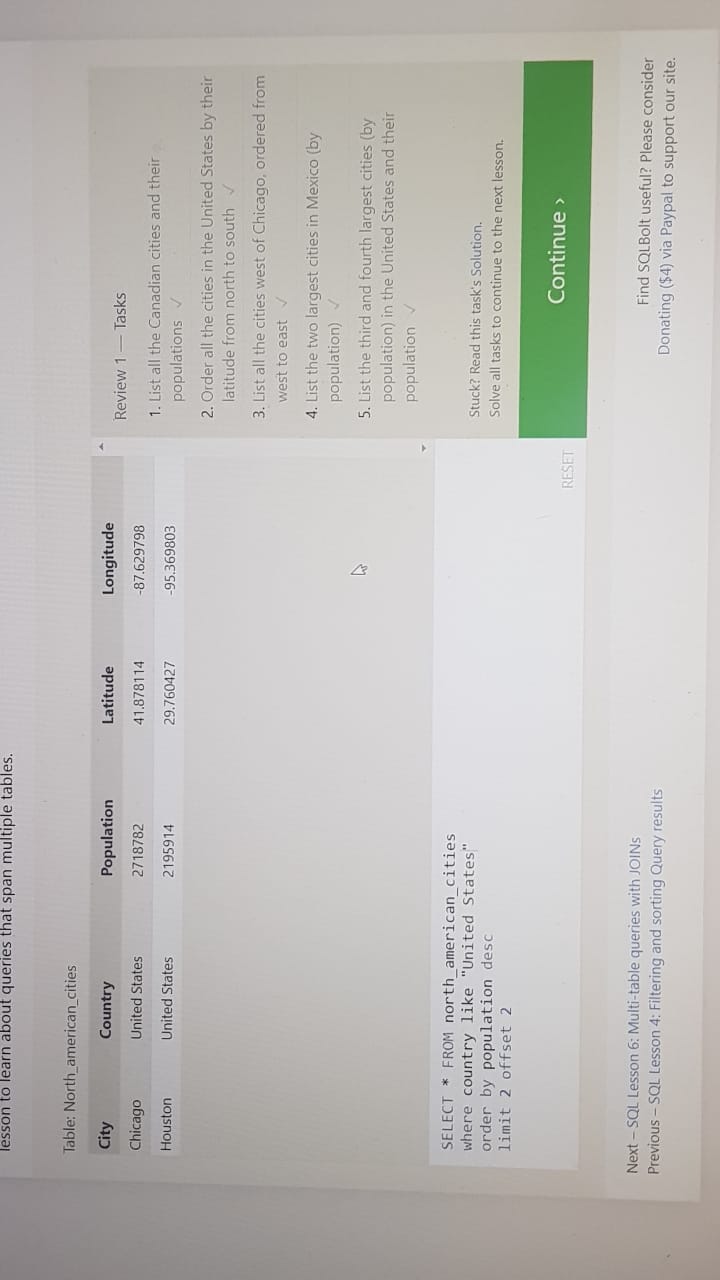 lesson to learn about queries that span multiple tables.
Table: North_american_cities
City Country Population Latitude Longitude
Chicago United States 2718782 41.878114 -87.629798
Houston United States 2195914 29.760427 -95.369803
SELECT * FROM north_american_cities
where country like "United States"
order by population desc
limit 2 offset 2
RESET
Review 1 — Tasks
1. List all the Canadian cities and their
populations ✓
2. Order all the cities in the United States by their
latitude from north to south ✓
3. List all the cities west of Chicago, ordered from
west to east ✓
4. List the two largest cities in Mexico (by
population) ✓
5. List the third and fourth largest cities (by
population) in the United States and their
population ✓
Stuck? Read this task's Solution.
Solve all tasks to continue to the next lesson.
Continue ›
Next – SQL Lesson 6: Multi-table queries with JOINs
Previous – SQL Lesson 4: Filtering and sorting Query results
Find SQLBolt useful? Please consider
Donating ($4) via Paypal to support our site.